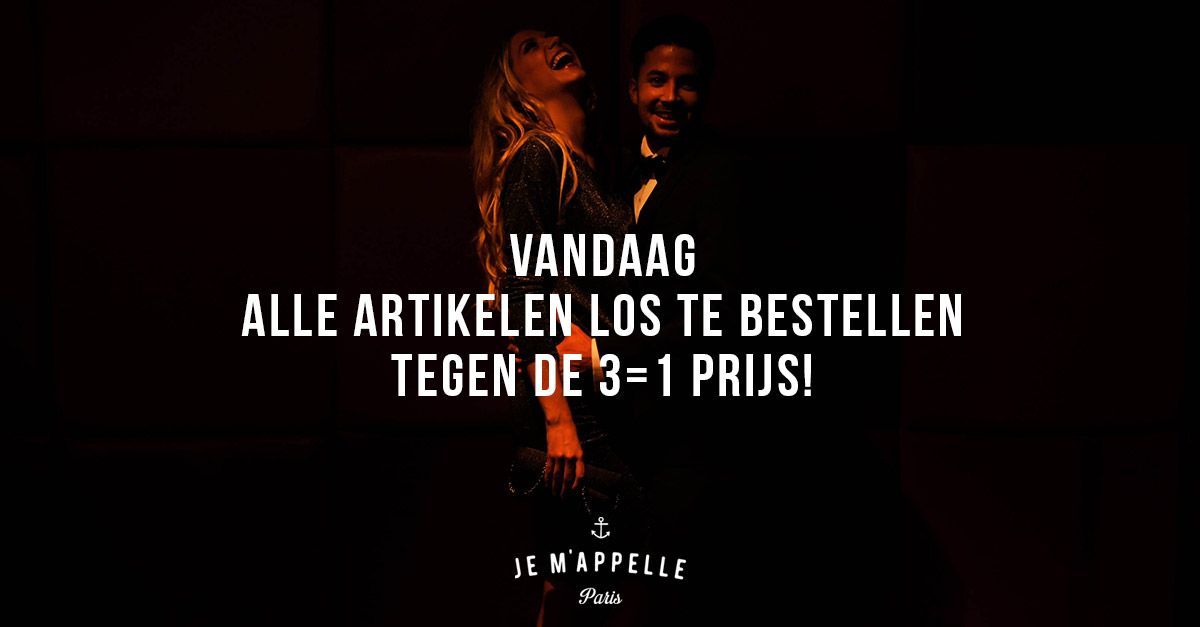 VANDAAG
ALLE ARTIKELEN LOS TE BESTELLEN
TEGEN DE 3=1 PRIJS!
JE M'APPELLE
Paris